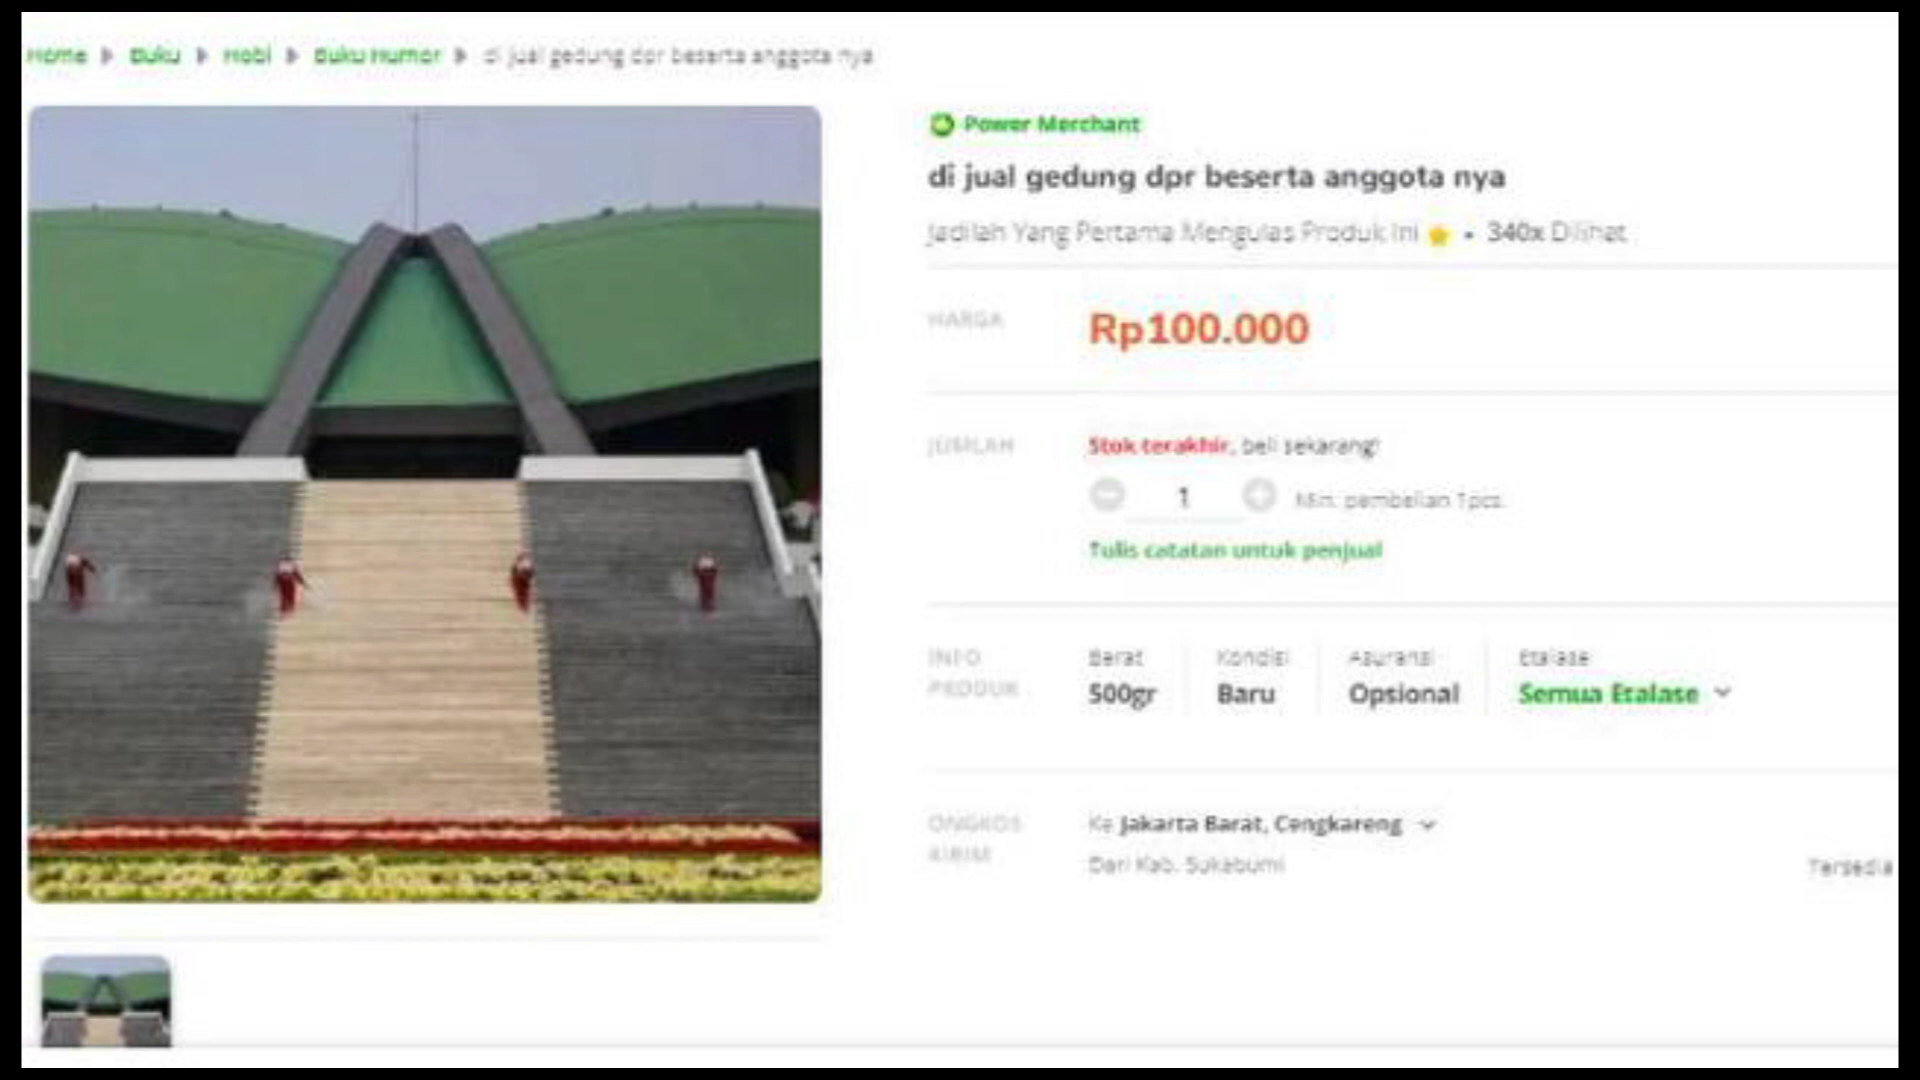 Home Buku Hobi Buku Humor di jual gedung dpr beserta anggota nya
Power Merchant
di jual gedung dpr beserta anggota nya
Jadilah Yang Pertama Mengulas Produk Ini • 340x Dilihat
HARGA
Rp100.000
JUMLAH
Stok terakhir, beli sekarang!
1 Min. pembelian 1pcs
Tulis catatan untuk penjual
INFO PRODUK
Berat Kondisi Asuransi Etalase
500gr Baru Opsional Semua Etalase
ONGKOS KIRIM
Ke Jakarta Barat, Cengkareng
Dari Kab. Sukabumi
Tersedia